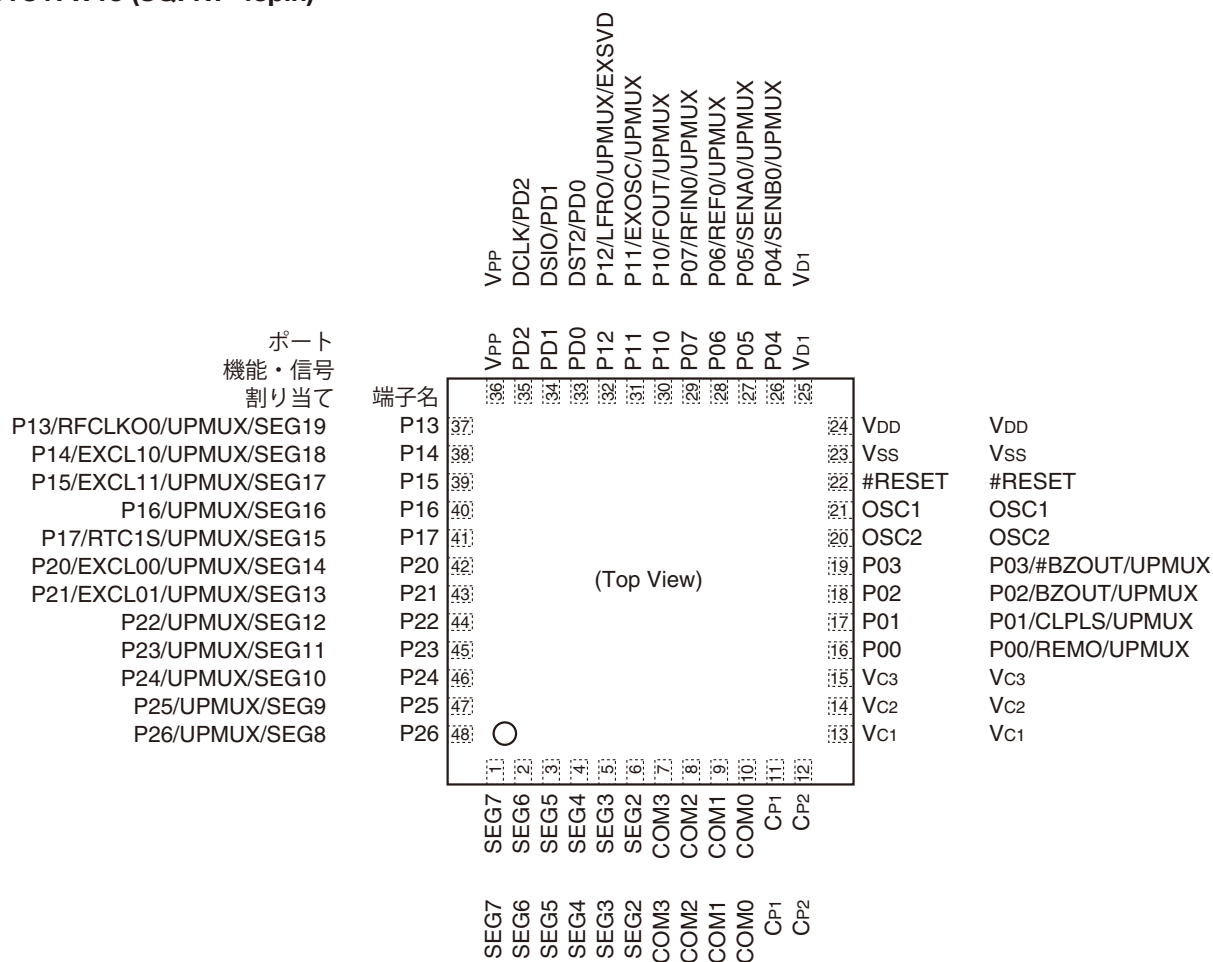 VPP
DCLK/PD2
DSIO/PD1
DST2/PD0
P12/LFRO/UPMUX/EXSVD
P11/EXOSC/UPMUX
P10/FOUT/UPMUX
P07/RFIN0/UPMUX
P06/REF0/UPMUX
P05/SENA0/UPMUX
P04/SENB0/UPMUX
VD1
VPP
PD2
PD1
PD0
P12
P11
P10
P07
P06
P05
P04
VD1
ポート
機能・信号
割り当て 端子名
36 35 34 33 32 31 30 29 28 27 26 25
P13/RFCLKO0/UPMUX/SEG19 P13 37 24 VDD VDD
P14/EXCL10/UPMUX/SEG18 P14 38 23 VSS VSS
P15/EXCL11/UPMUX/SEG17 P15 39 22 #RESET #RESET
P16/UPMUX/SEG16 P16 40 21 OSC1 OSC1
P17/RTC1S/UPMUX/SEG15 P17 41 20 OSC2 OSC2
P20/EXCL00/UPMUX/SEG14 P20 42 19 P03 P03/#BZOUT/UPMUX
P21/EXCL01/UPMUX/SEG13 P21 43 (Top View) 18 P02 P02/BZOUT/UPMUX
P22/UPMUX/SEG12 P22 44 17 P01 P01/CLPLS/UPMUX
P23/UPMUX/SEG11 P23 45 16 P00 P00/REMO/UPMUX
P24/UPMUX/SEG10 P24 46 15 VC3 VC3
P25/UPMUX/SEG9 P25 47 14 VC2 VC2
P26/UPMUX/SEG8 P26 48 13 VC1 VC1
1 2 3 4 5 6 7 8 9 10 11 12
SEG7
SEG6
SEG5
SEG4
SEG3
SEG2
COM3
COM2
COM1
COM0
CP1
CP2
SEG7
SEG6
SEG5
SEG4
SEG3
SEG2
COM3
COM2
COM1
COM0
CP1
CP2